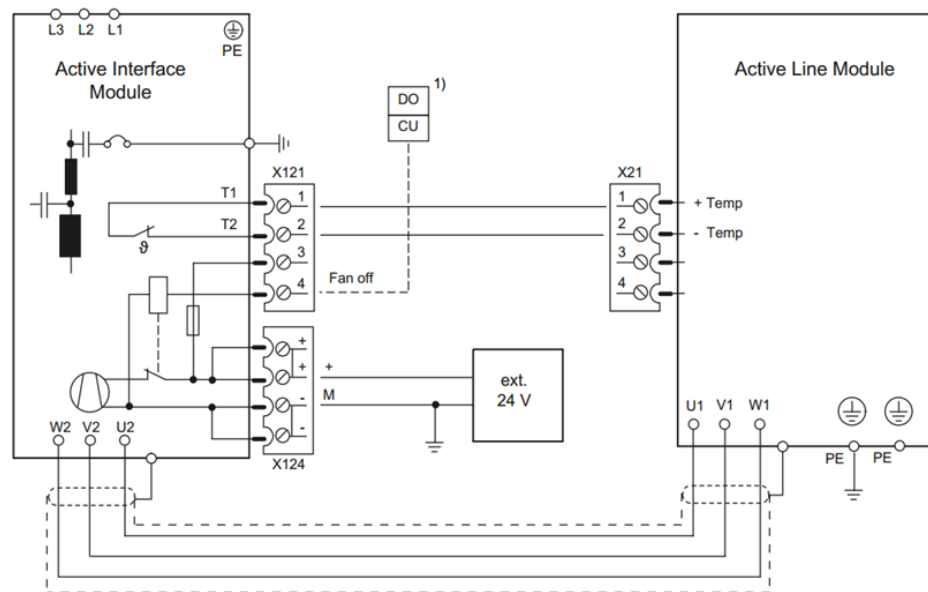 L3 L2 L1
PE
Active Interface
Module
Active Line Module
1)
DO
CU
X121
X21
T1
1
1
+ Temp
T2
2
2
- Temp
3
3
4
4
Fan off
ϑ
+
+
-
-
+
M
ext.
24 V
X124
W2 V2 U2
U1 V1 W1
PE PE